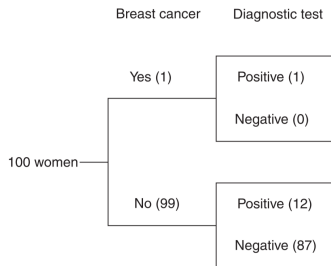 Breast cancer Diagnostic test
Yes (1) Positive (1)
Negative (0)
100 women
No (99) Positive (12)
Negative (87)